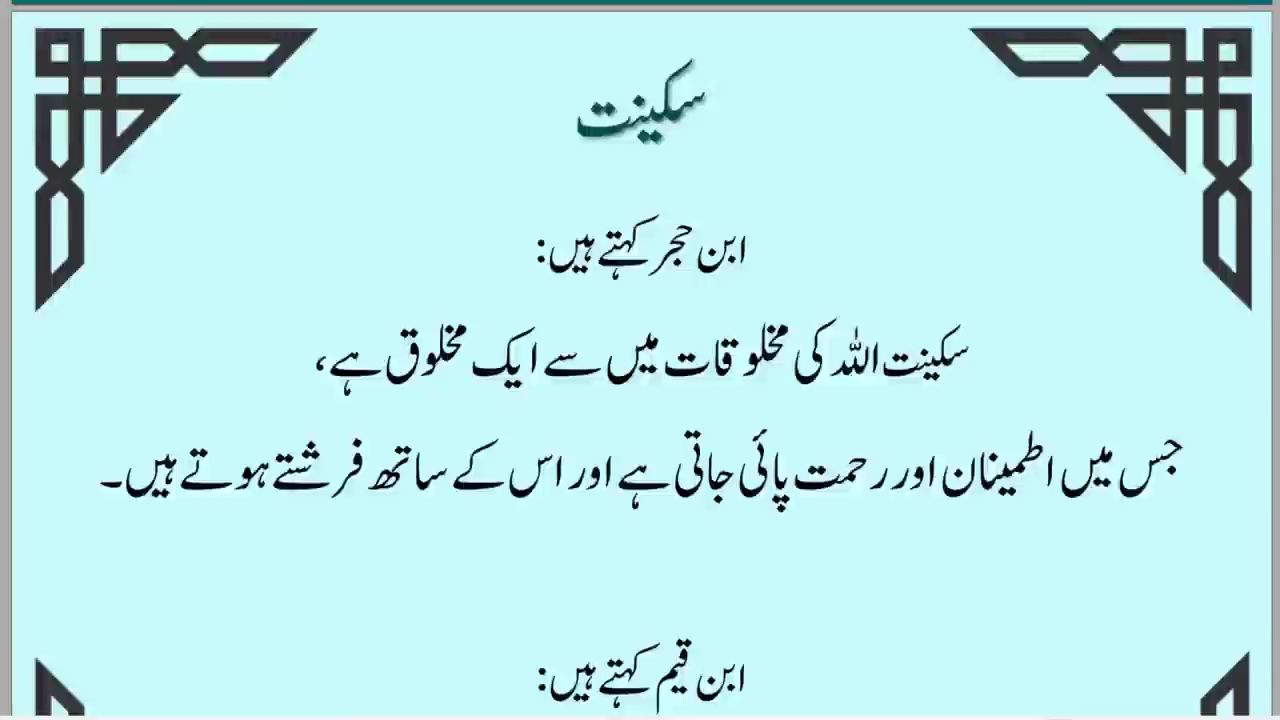 سکینت
ابن حجر کہتے ہیں:
سکینت اللہ کی مخلوقات میں سے ایک مخلوق ہے،
جس میں اطمینان اور رحمت پائی جاتی ہے اور اس کے ساتھ فرشتے ہوتے ہیں۔
ابن قیم کہتے ہیں: